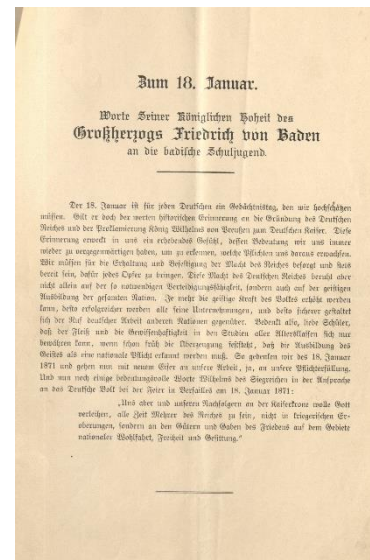 Zum 18. Januar.
Worte Seiner Königlichen Hoheit des
Großherzogs Friedrich von Baden
an die badische Schuljugend.
Der 18. Januar ist für jeden Deutschen ein Gedächtnistag, den wir hochschätzen
müssen. Gilt er doch der werten historischen Erinnerung an die Gründung des Deutschen
Reiches und der Proklamierung König Wilhelms von Preußen zum Deutschen Kaiser. Diese
Erinnerung erweckt in uns ein erhebendes Gefühl, dessen Bedeutung wir uns immer
wieder zu vergegenwärtigen haben, um zu erkennen, welche Pflichten uns daraus erwachsen.
Wir müssen für die Erhaltung und Befestigung der Macht des Reiches besorgt und stets
bereit sein, dafür jedes Opfer zu bringen. Diese Macht des Deutschen Reiches beruht aber
nicht allein auf der so notwendigen Verteidigungsfähigkeit, sondern auch auf der geistigen
Ausbildung der gesamten Nation. Je mehr die geistige Kraft des Volkes erhöht werden
kann, desto erfolgreicher werden alle seine Unternehmungen, und desto sicherer gestaltet
sich der Ruf deutscher Arbeit anderen Nationen gegenüber. Bedenkt also, liebe Schüler,
daß der Fleiß und die Gewissenhaftigkeit in den Studien aller Altersklassen sich nur
bewähren kann, wenn schon früh die Überzeugung feststeht, daß die Ausbildung des
Geistes als eine nationale Pflicht erkannt werden muß. So gedenken wir des 18. Januar
1871 und gehen nun mit neuem Eifer an unsere Arbeit, ja, an unsere Pflichterfüllung.
Und nun noch einige bedeutungsvolle Worte Wilhelms des Siegreichen in der Ansprache
an das Deutsche Volk bei der Feier in Versailles am 18. Januar 1871:
„Uns aber und unseren Nachfolgern an der Kaiserkrone wolle Gott
verleihen, alle Zeit Mehrer des Reiches zu sein, nicht in kriegerischen Er-
oberungen, sondern an den Gütern und Gaben des Friedens auf dem Gebiete
nationaler Wohlfahrt, Freiheit und Gesittung."